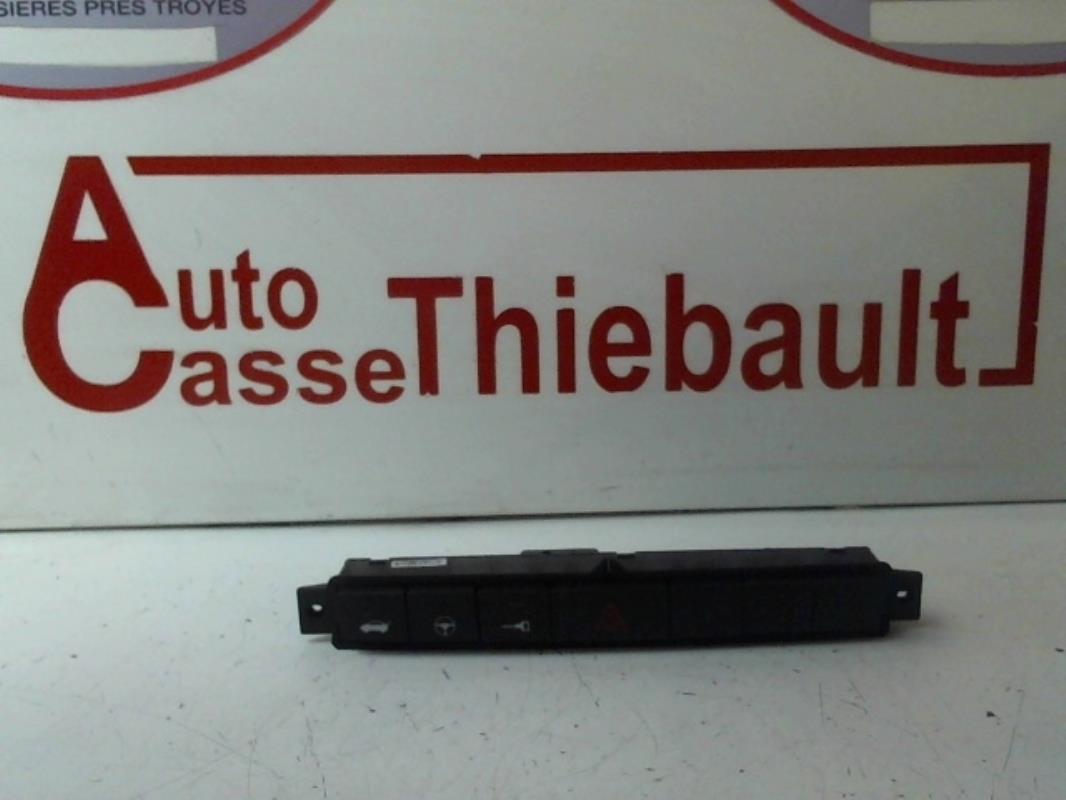 SIERES PRES TROYES
Auto
Casse Thiebault